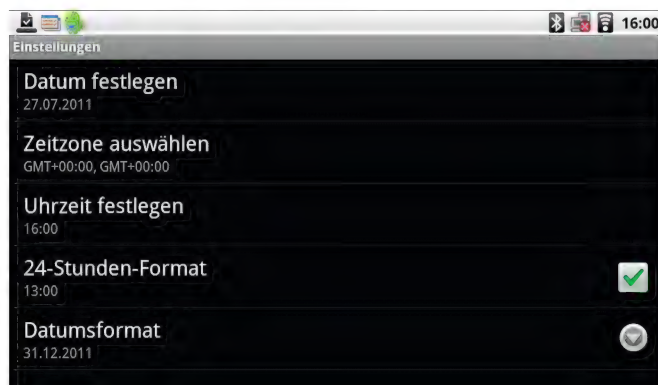 16:00
Einstellungen
Datum festlegen
27.07.2011
Zeitzone auswählen
GMT+00:00, GMT+00:00
Uhrzeit festlegen
16:00
24-Stunden-Format
13:00
Datumsformat
31.12.2011